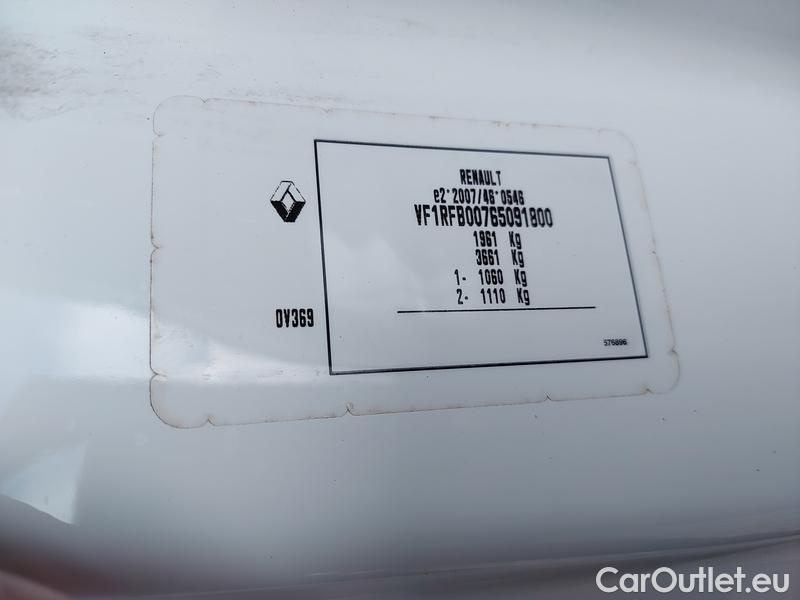 RENAULT
e2*2007/46*0546
VF1RFB00765091800
1961 Kg
3661 Kg
1- 1060 Kg
2- 1110 Kg
0V369
576896
CarOutlet.eu